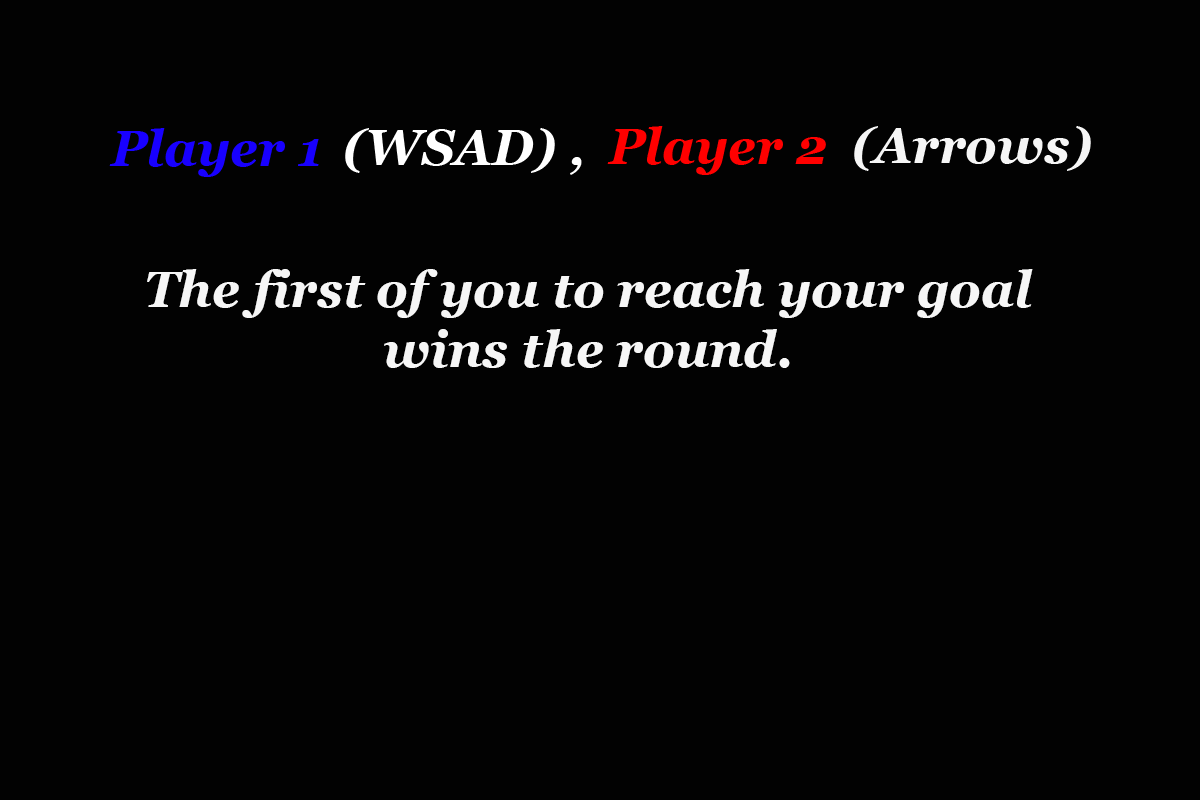 Player 1 (WSAD) , Player 2 (Arrows)
The first of you to reach your goal
wins the round.